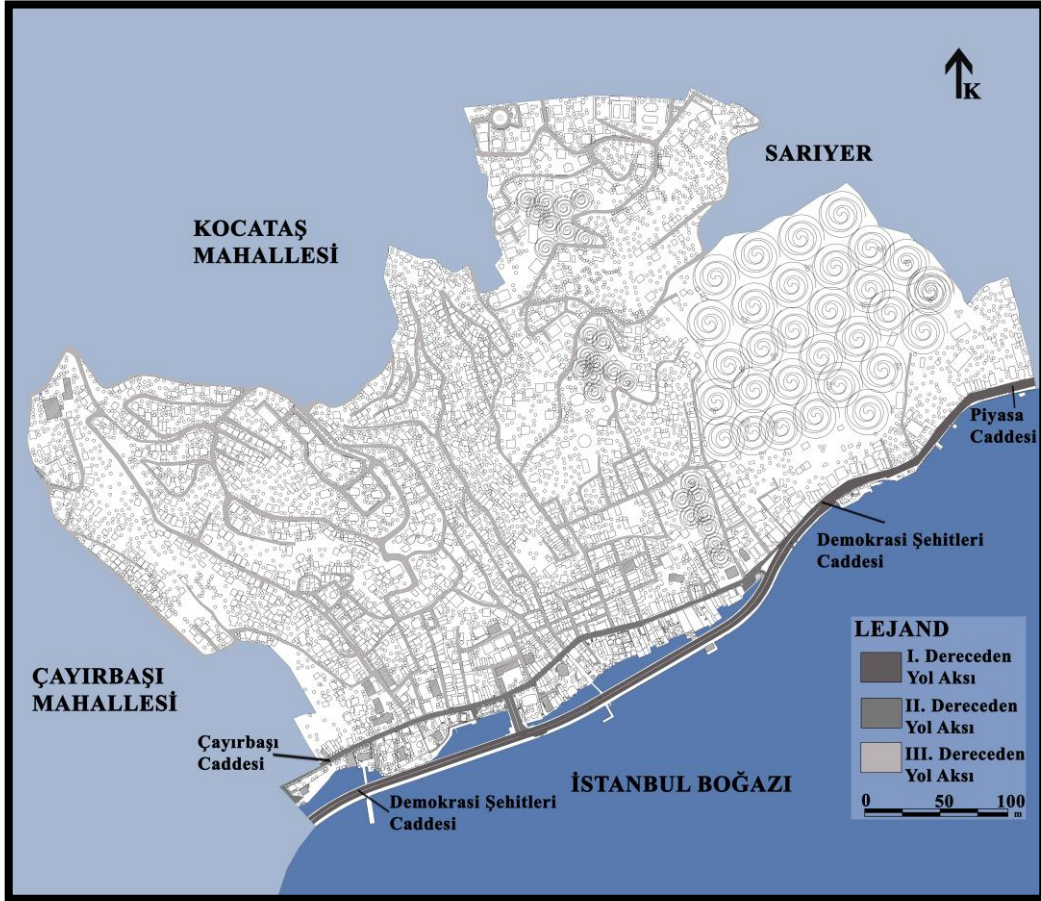 K
SARIYER
KOCATAŞ
MAHALLESİ
Piyasa
Caddesi
Demokrasi Şehitleri
Caddesi
LEJAND
I. Dereceden
Yol Aksı
II. Dereceden
Yol Aksı
III. Dereceden
Yol Aksı
0 50 100
m
ÇAYIRBAŞI
MAHALLESİ
Çayırbaşı
Caddesi
İSTANBUL BOĞAZI
Demokrasi Şehitleri
Caddesi